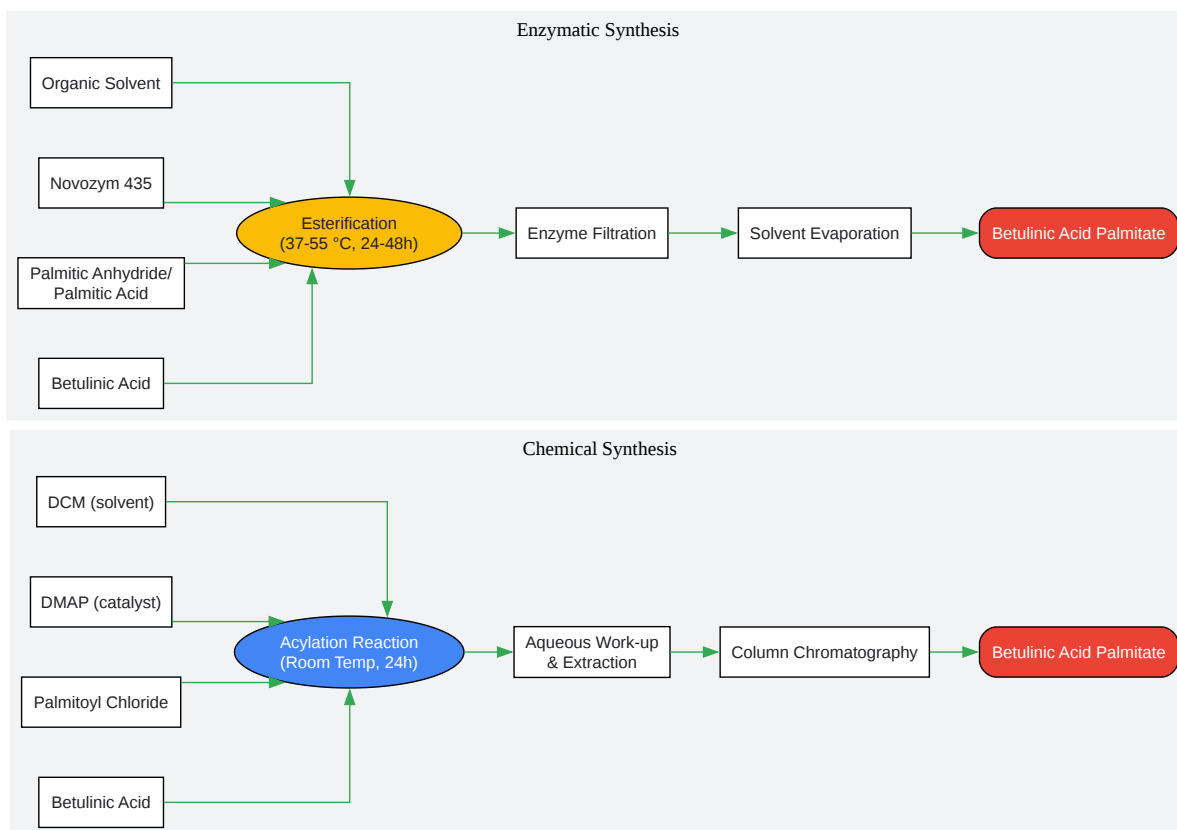 Enzymatic Synthesis
Organic Solvent
Novozym 435
Palmitic Anhydride/
Palmitic Acid
Betulinic Acid
Esterification
(37-55 °C, 24-48h)
Enzyme Filtration
Solvent Evaporation
Betulinic Acid Palmitate
Chemical Synthesis
DCM (solvent)
DMAP (catalyst)
Palmitoyl Chloride
Betulinic Acid
Acylation Reaction
(Room Temp, 24h)
Aqueous Work-up
& Extraction
Column Chromatography
Betulinic Acid Palmitate